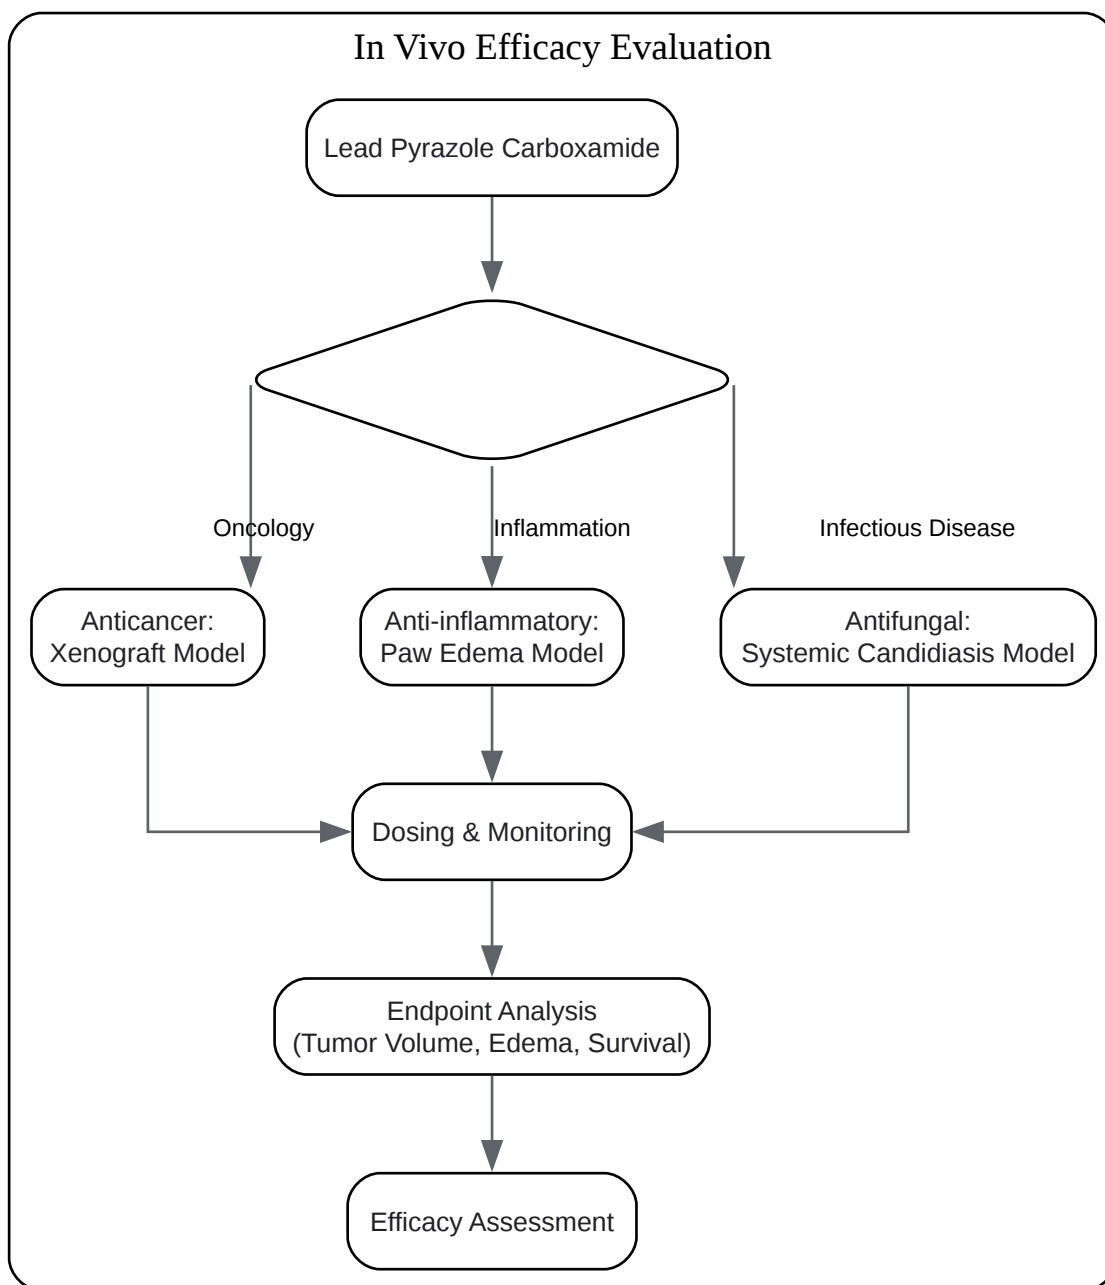 In Vivo Efficacy Evaluation
Lead Pyrazole Carboxamide
Oncology
Inflammation
Infectious Disease
Anticancer:
Xenograft Model
Anti-inflammatory:
Paw Edema Model
Antifungal:
Systemic Candidiasis Model
Dosing & Monitoring
Endpoint Analysis
(Tumor Volume, Edema, Survival)
Efficacy Assessment